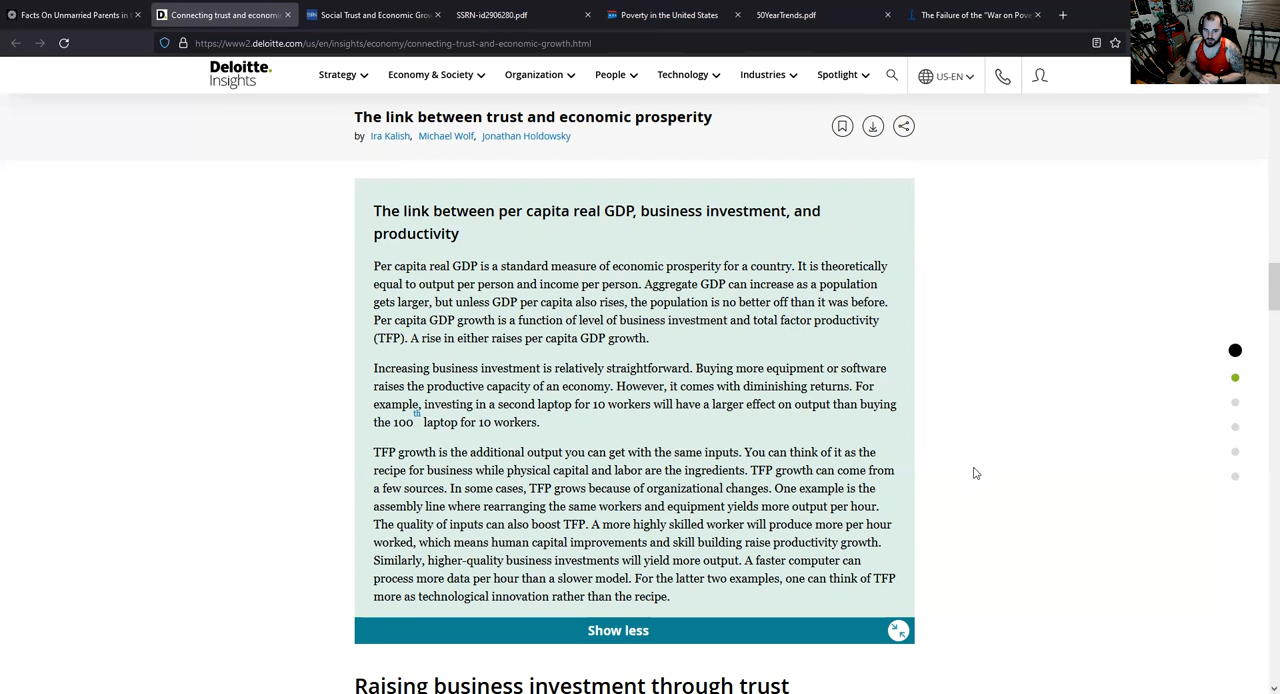 Facts On Unmarried Parents in t
Connecting trust and economi
Social Trust and Economic Gro
SSRN-id2906280.pdf
Poverty in the United States
50YearTrends.pdf
The Failure of the "War on Pove
https://www2.deloitte.com/us/en/insights/economy/connecting-trust-and-economic-growth.html
Deloitte.
Insights
Strategy
Economy & Society
Organization
People
Technology
Industries
Spotlight
US-EN
The link between trust and economic prosperity
by Ira Kalish, Michael Wolf, Jonathan Holdowsky
The link between per capita real GDP, business investment, and
productivity
Per capita real GDP is a standard measure of economic prosperity for a country. It is theoretically
equal to output per person and income per person. Aggregate GDP can increase as a population
gets larger, but unless GDP per capita also rises, the population is no better off than it was before.
Per capita GDP growth is a function of level of business investment and total factor productivity
(TFP). A rise in either raises per capita GDP growth.
Increasing business investment is relatively straightforward. Buying more equipment or software
raises the productive capacity of an economy. However, it comes with diminishing returns. For
example, investing in a second laptop for 10 workers will have a larger effect on output than buying
the 100th laptop for 10 workers.
TFP growth is the additional output you can get with the same inputs. You can think of it as the
recipe for business while physical capital and labor are the ingredients. TFP growth can come from
a few sources. In some cases, TFP grows because of organizational changes. One example is the
assembly line where rearranging the same workers and equipment yields more output per hour.
The quality of inputs can also boost TFP. A more highly skilled worker will produce more per hour
worked, which means human capital improvements and skill building raise productivity growth.
Similarly, higher-quality business investments will yield more output. A faster computer can
process more data per hour than a slower model. For the latter two examples, one can think of TFP
more as technological innovation rather than the recipe.
Show less
Raising business investment through trust